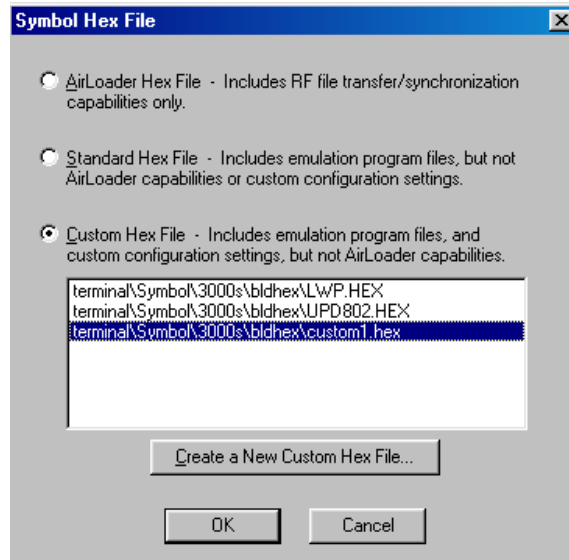 Symbol Hex File
AirLoader Hex File - Includes RF file transfer/synchronization
capabilities only.
Standard Hex File - Includes emulation program files, but not
AirLoader capabilities or custom configuration settings.
Custom Hex File - Includes emulation program files, and
custom configuration settings, but not AirLoader capabilities.
terminal\Symbol\3000s\bldhex\LWP.HEX
terminal\Symbol\3000s\bldhex\UPD802.HEX
terminal\Symbol\3000s\bldhex\custom1.hex
Create a New Custom Hex File...
OK
Cancel